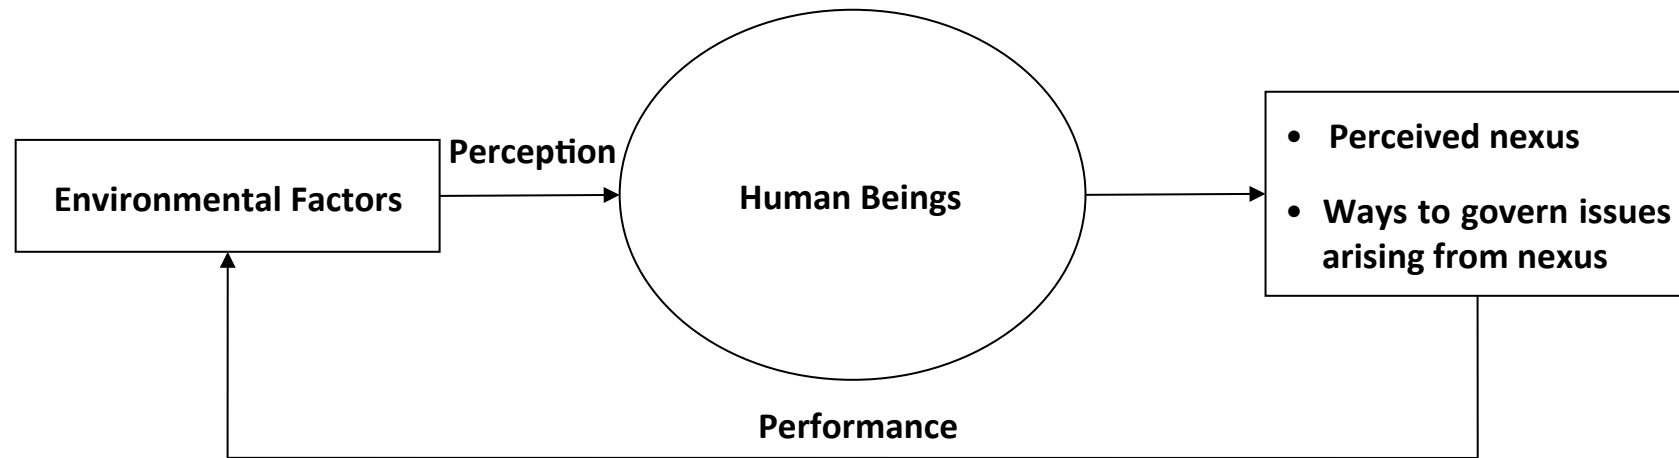 Perception
Environmental Factors
Human Beings
• Perceived nexus
• Ways to govern issues
arising from nexus
Performance